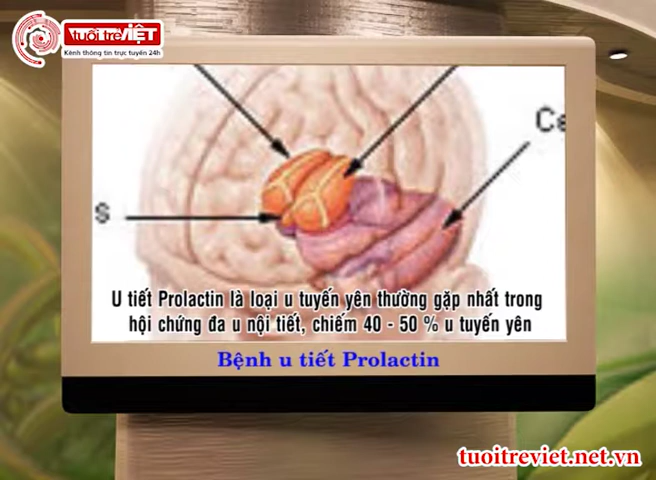 tuổi trẻ VIỆT
Kênh thông tin trực tuyến 24h
Ce
S
U tiết Prolactin là loại u tuyến yên thường gặp nhất trong
hội chứng đa u nội tiết, chiếm 40 - 50 % u tuyến yên
Bệnh u tiết Prolactin
tuoitreviet.net.vn